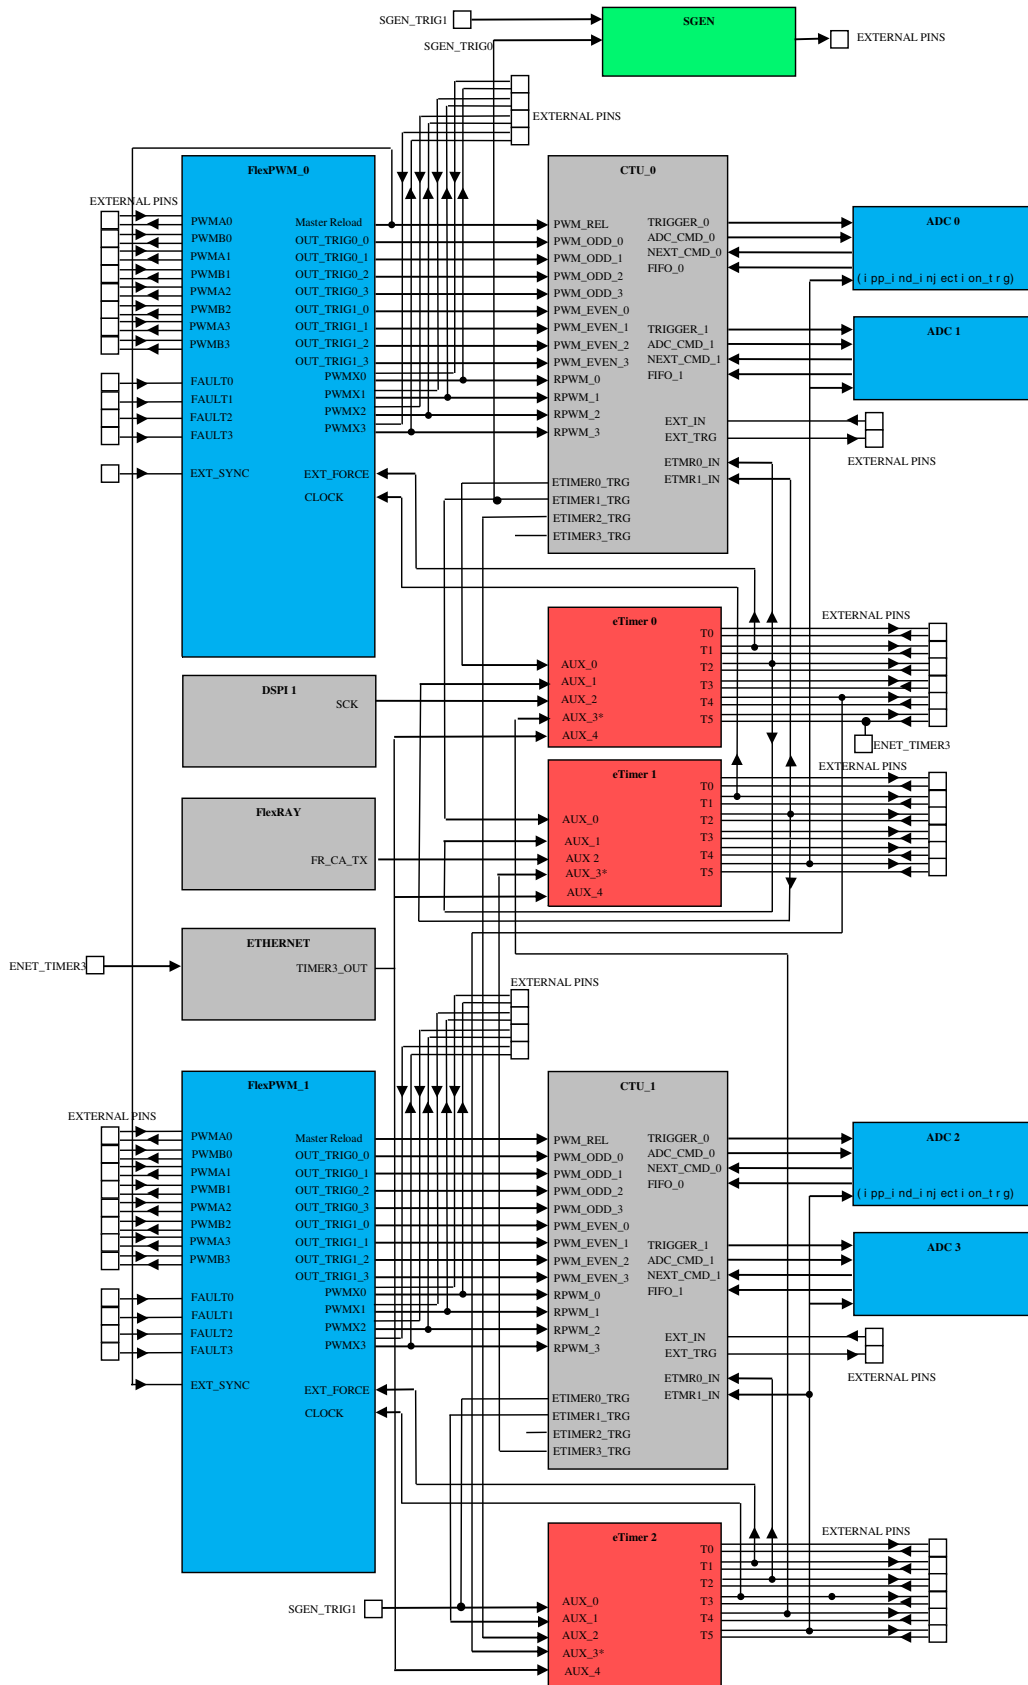 SGEN_TRIG1
SGEN
EXTERNAL PINS
SGEN_TRIG0
EXTERNAL PINS
FlexPWM_0
EXTERNAL PINS
PWMA0
PWMB0
PWMA1
PWMB1
PWMA2
PWMB2
PWMA3
PWMB3
FAULT0
FAULT1
FAULT2
FAULT3
EXT_SYNC
Master Reload
OUT_TRIG0_0
OUT_TRIG0_1
OUT_TRIG0_2
OUT_TRIG0_3
OUT_TRIG1_0
OUT_TRIG1_1
OUT_TRIG1_2
OUT_TRIG1_3
PWMX0
PWMX1
PWMX2
PWMX3
EXT_FORCE
CLOCK
CTU_0
PWM_REL
PWM_ODD_0
PWM_ODD_1
PWM_ODD_2
PWM_ODD_3
PWM_EVEN_0
PWM_EVEN_1
PWM_EVEN_2
PWM_EVEN_3
RPWM_0
RPWM_1
RPWM_2
RPWM_3
ETIMER0_TRG
ETIMER1_TRG
ETIMER2_TRG
ETIMER3_TRG
TRIGGER_0
ADC_CMD_0
NEXT_CMD_0
FIFO_0
TRIGGER_1
ADC_CMD_1
NEXT_CMD_1
FIFO_1
EXT_IN
EXT_TRG
ETMR0_IN
ETMR1_IN
ADC 0
(ipp_ind_injection_trg)
ADC 1
EXTERNAL PINS
eTimer 0
AUX_0
AUX_1
AUX_2
AUX_3*
AUX_4
T0
T1
T2
T3
T4
T5
EXTERNAL PINS
ENET_TIMER3
DSPI 1
SCK
eTimer 1
AUX_0
AUX_1
AUX 2
AUX_3*
AUX_4
T0
T1
T2
T3
T4
T5
EXTERNAL PINS
FlexRAY
FR_CA_TX
ETHERNET
TIMER3_OUT
ENET_TIMER3
EXTERNAL PINS
FlexPWM_1
EXTERNAL PINS
PWMA0
PWMB0
PWMA1
PWMB1
PWMA2
PWMB2
PWMA3
PWMB3
FAULT0
FAULT1
FAULT2
FAULT3
EXT_SYNC
Master Reload
OUT_TRIG0_0
OUT_TRIG0_1
OUT_TRIG0_2
OUT_TRIG0_3
OUT_TRIG1_0
OUT_TRIG1_1
OUT_TRIG1_2
OUT_TRIG1_3
PWMX0
PWMX1
PWMX2
PWMX3
EXT_FORCE
CLOCK
CTU_1
PWM_REL
PWM_ODD_0
PWM_ODD_1
PWM_ODD_2
PWM_ODD_3
PWM_EVEN_0
PWM_EVEN_1
PWM_EVEN_2
PWM_EVEN_3
RPWM_0
RPWM_1
RPWM_2
RPWM_3
ETIMER0_TRG
ETIMER1_TRG
ETIMER2_TRG
ETIMER3_TRG
TRIGGER_0
ADC_CMD_0
NEXT_CMD_0
FIFO_0
TRIGGER_1
ADC_CMD_1
NEXT_CMD_1
FIFO_1
EXT_IN
EXT_TRG
ETMR0_IN
ETMR1_IN
ADC 2
(ipp_ind_injection_trg)
ADC 3
EXTERNAL PINS
eTimer 2
SGEN_TRIG1
AUX_0
AUX_1
AUX_2
AUX_3*
AUX_4
T0
T1
T2
T3
T4
T5
EXTERNAL PINS